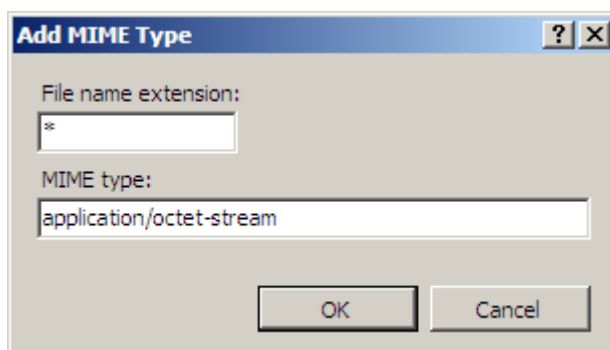 Add MIME Type
File name extension:
*
MIME type:
application/octet-stream
OK Cancel